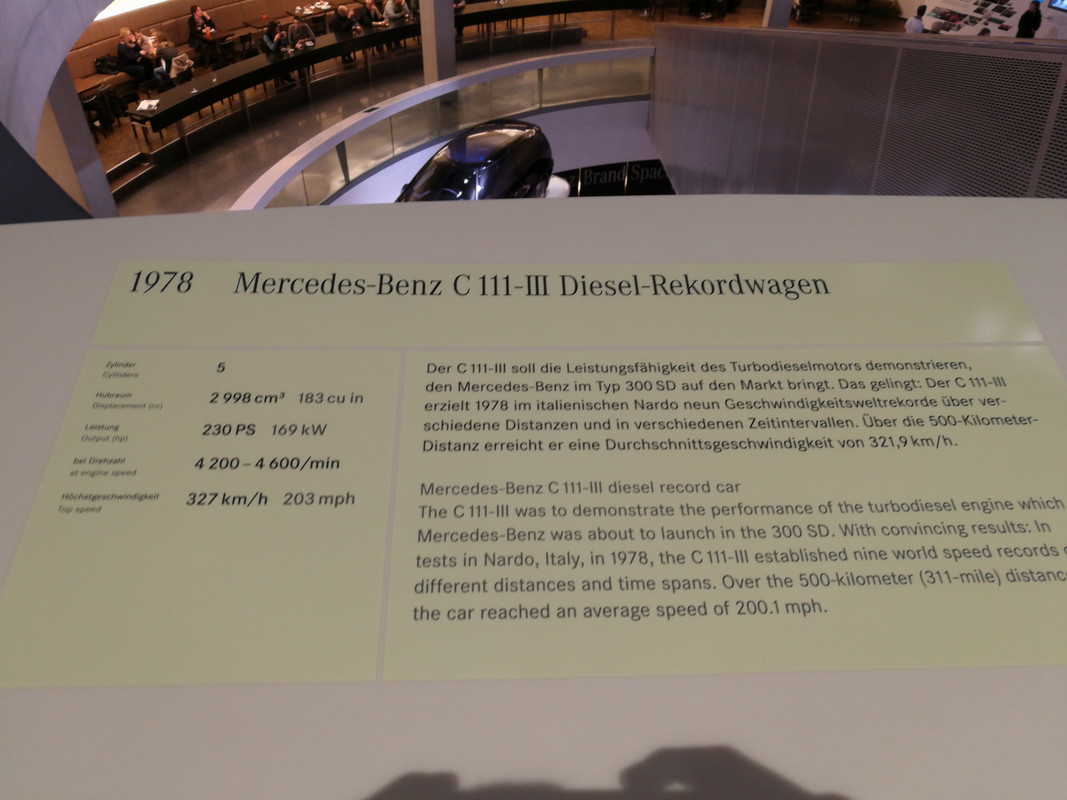 Brand Spac
1978 Mercedes-Benz C 111-III Diesel-Rekordwagen
Zylinder
Cylinders
5
Hubraum
Displacement (cc)
2 998 cm³ 183 cu in
Leistung
Output (hp)
230 PS 169 kW
bei Drehzahl
at engine speed
4 200 – 4 600/min
Höchstgeschwindigkeit
Top speed
327 km/h 203 mph
Der C 111-III soll die Leistungsfähigkeit des Turbodieselmotors demonstrieren,
den Mercedes-Benz im Typ 300 SD auf den Markt bringt. Das gelingt: Der C 111-III
erzielt 1978 im italienischen Nardo neun Geschwindigkeitsweltrekorde über ver-
schiedene Distanzen und in verschiedenen Zeitintervallen. Über die 500-Kilometer-
Distanz erreicht er eine Durchschnittsgeschwindigkeit von 321,9 km/h.
Mercedes-Benz C 111-III diesel record car
The C 111-III was to demonstrate the performance of the turbodiesel engine which
Mercedes-Benz was about to launch in the 300 SD. With convincing results: In
tests in Nardo, Italy, in 1978, the C 111-III established nine world speed records
different distances and time spans. Over the 500-kilometer (311-mile) distanc
the car reached an average speed of 200.1 mph.